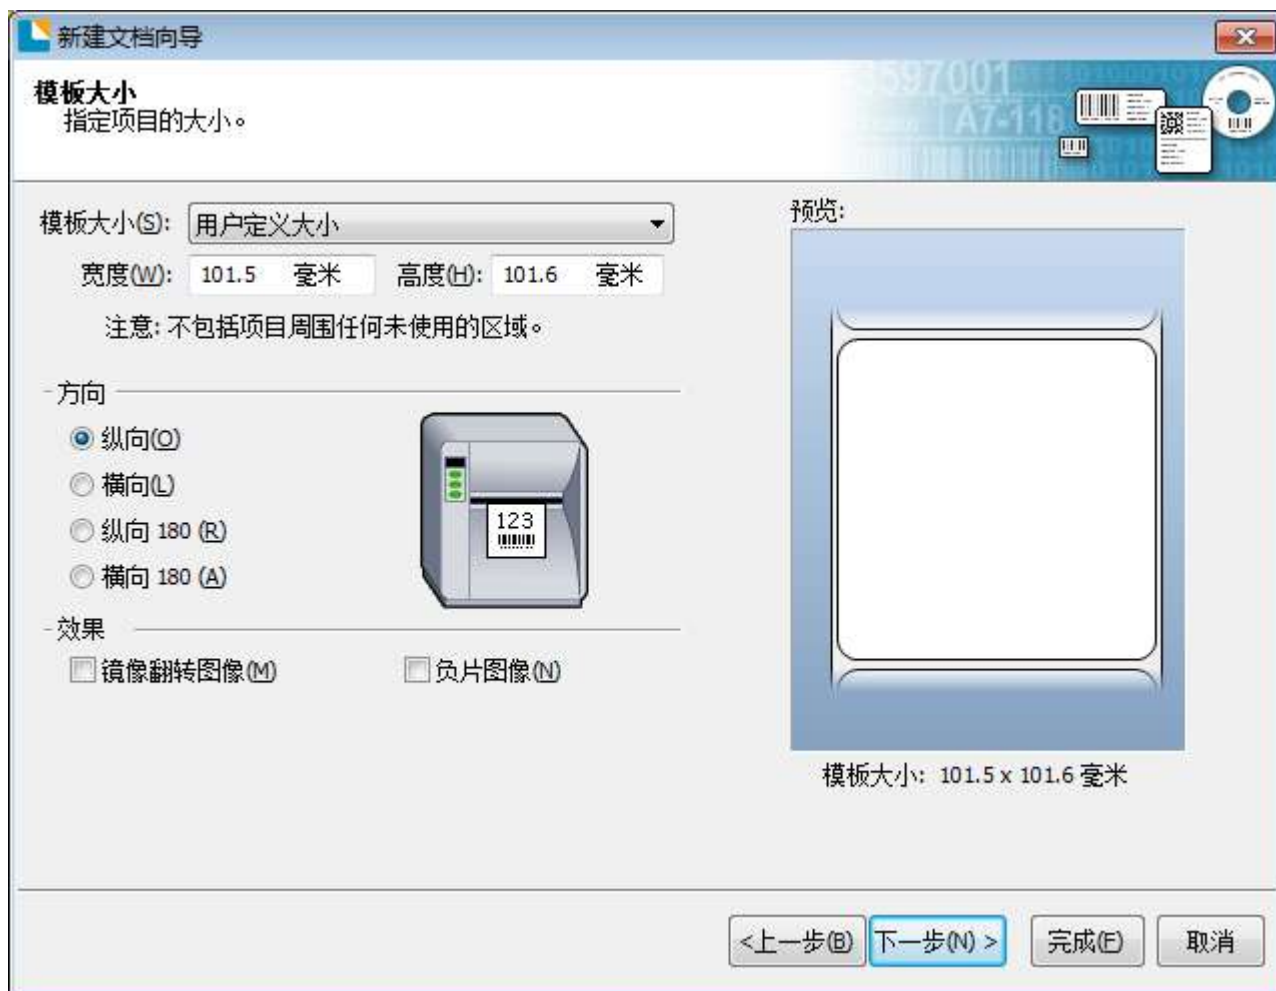 新建文档向导
模板大小
指定项目的大小。
3597001
A7-118
模板大小(S): 用户定义大小
预览:
宽度(W): 101.5 毫米 高度(H): 101.6 毫米
注意: 不包括项目周围任何未使用的区域。
方向
纵向(O)
横向(L)
纵向 180 (R)
横向 180 (A)
123
效果
镜像翻转图像(M) 负片图像(N)
模板大小: 101.5 x 101.6 毫米
<上一步(B) 下一步(N) > 完成(F) 取消